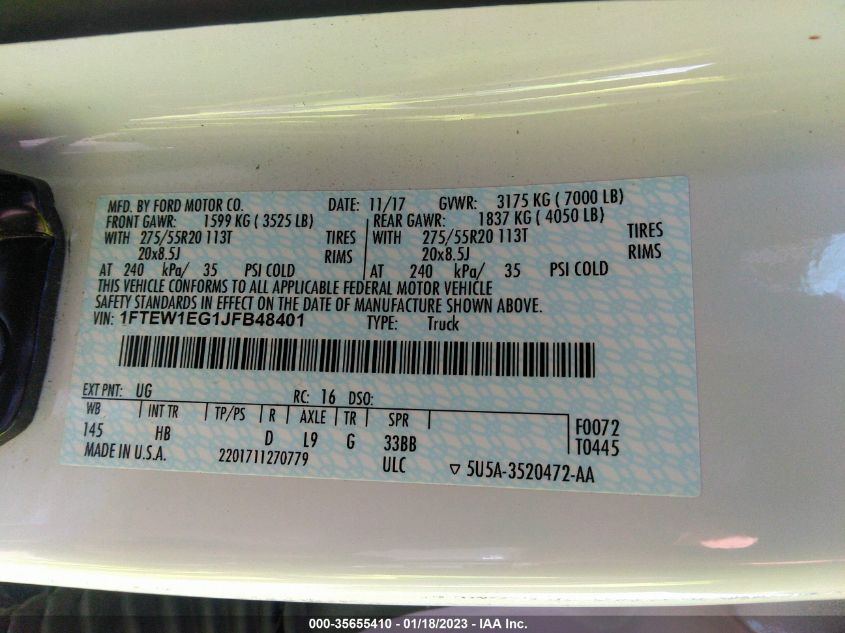 MFD. BY FORD MOTOR CO. DATE: 11/17 GVWR: 3175 KG ( 7000 LB)
FRONT GAWR: 1599 KG ( 3525 LB) REAR GAWR: 1837 KG ( 4050 LB)
WITH 275/55R20 113T TIRES WITH 275/55R20 113T TIRES
20x8.5J RIMS 20x8.5J RIMS
AT 240 kPa/ 35 PSI COLD AT 240 kPa/ 35 PSI COLD
THIS VEHICLE CONFORMS TO ALL APPLICABLE FEDERAL MOTOR VEHICLE
SAFETY STANDARDS IN EFFECT ON THE DATE OF MANUFACTURE SHOWN ABOVE.
VIN: 1FTEW1EG1JFB48401 TYPE: Truck
EXT PNT: UG RC: 16 DSO:
WB INT TR TP/PS R AXLE TR SPR F0072
145 HB D L9 G 33BB T0445
MADE IN U.S.A. 2201711270779 ULC ▽ 5U5A-3520472-AA
000-35655410 - 01/18/2023 - IAA Inc.